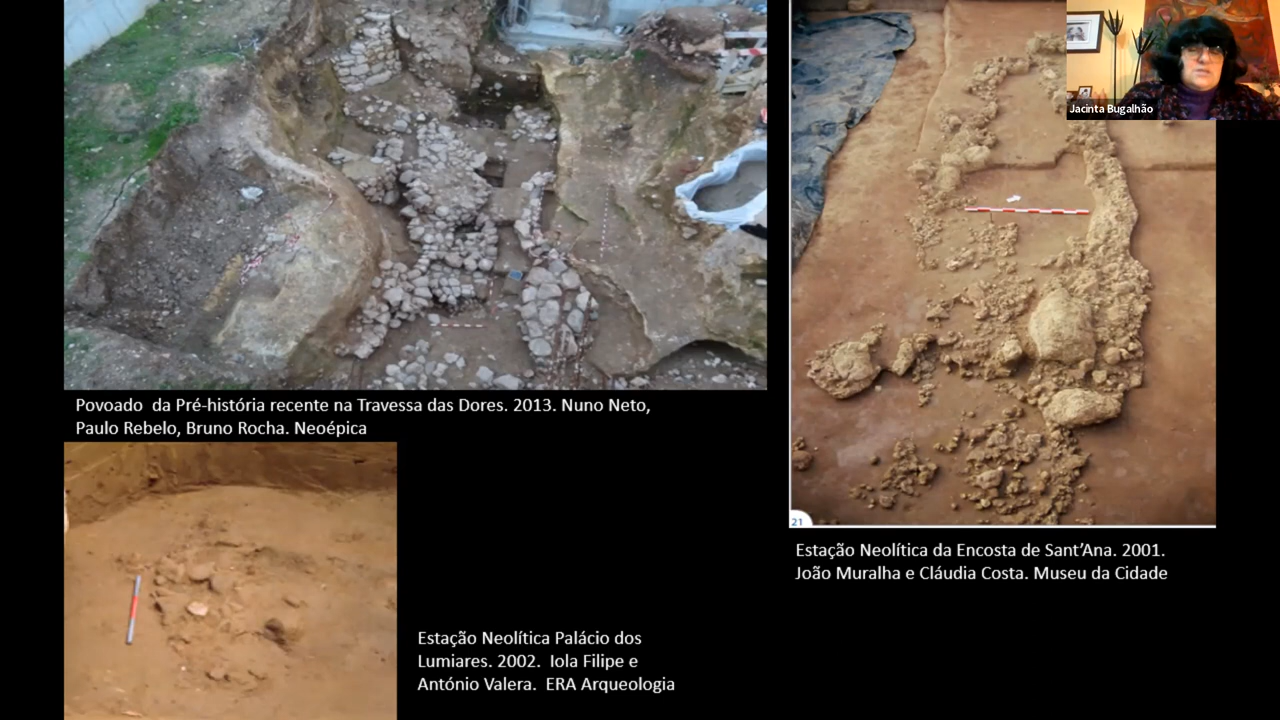 Jacinta Bugalhão
Povoado da Pré-história recente na Travessa das Dores. 2013. Nuno Neto,
Paulo Rebelo, Bruno Rocha. Neoépica
21
Estação Neolítica da Encosta de Sant’Ana. 2001.
João Muralha e Cláudia Costa. Museu da Cidade
Estação Neolítica Palácio dos
Lumiares. 2002. Iola Filipe e
António Valera. ERA Arqueologia